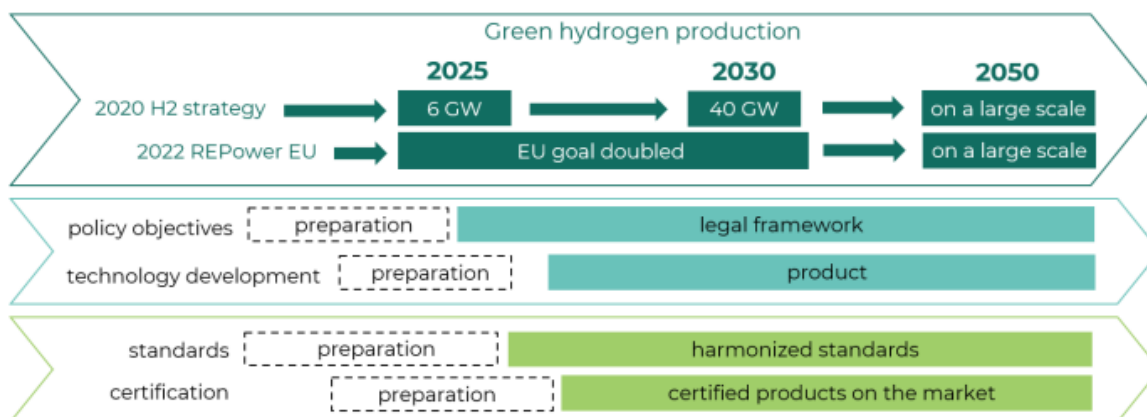 Green hydrogen production
2025 2030 2050
2020 H2 strategy 6 GW 40 GW on a large scale
2022 REPower EU EU goal doubled on a large scale
policy objectives preparation legal framework
technology development preparation product
standards preparation harmonized standards
certification preparation certified products on the market